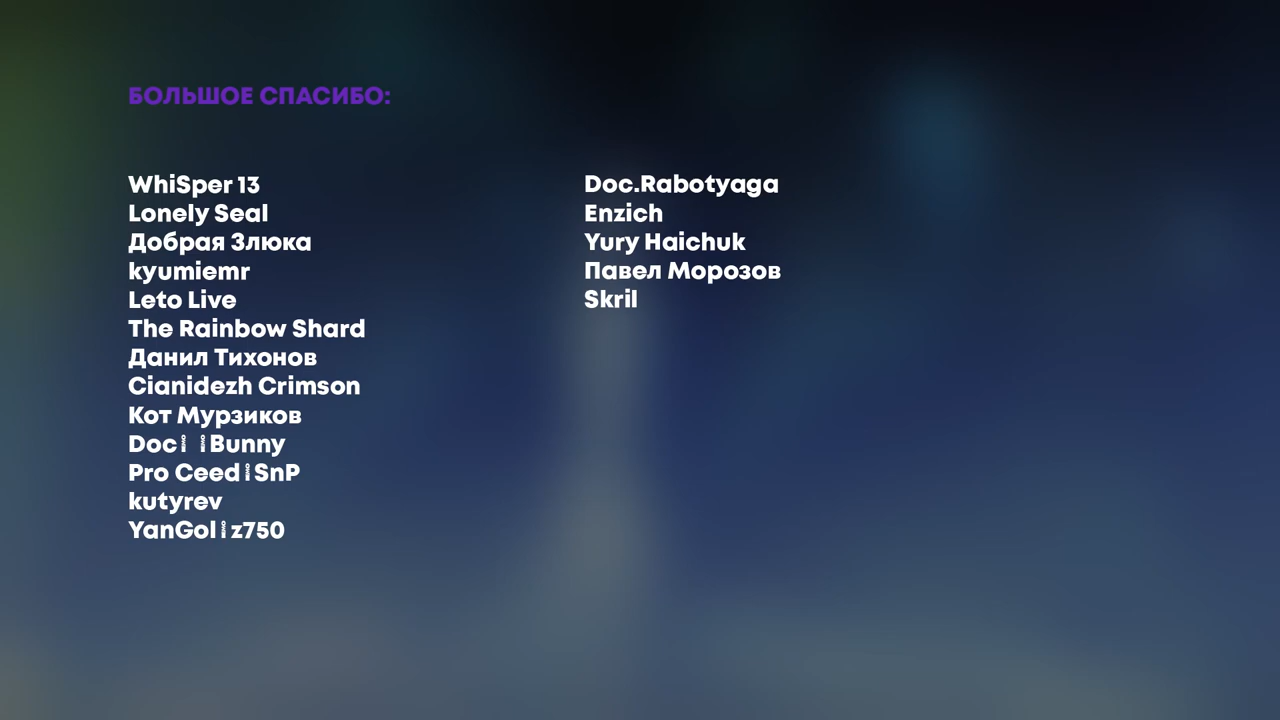 БОЛЬШОЕ СПАСИБО:
WhiSper 13
Lonely Seal
Добрая Злюка
kyumiemr
Leto Live
The Rainbow Shard
Данил Тихонов
Cianidezh Crimson
Кот Мурзиков
Doc Bunny
Pro Ceed SnP
kutyrev
YanGol z750
Doc.Rabotyaga
Enzich
Yury Haichuk
Павел Морозов
Skril